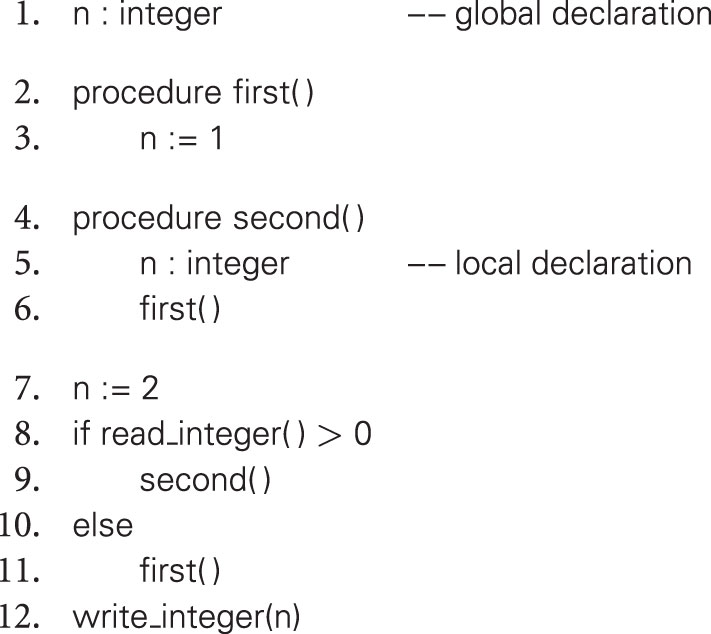 1. n : integer −− global declaration
2. procedure first()
3. n := 1
4. procedure second()
5. n : integer −− local declaration
6. first()
7. n := 2
8. if read_integer() > 0
9. second()
10. else
11. first()
12. write_integer(n)